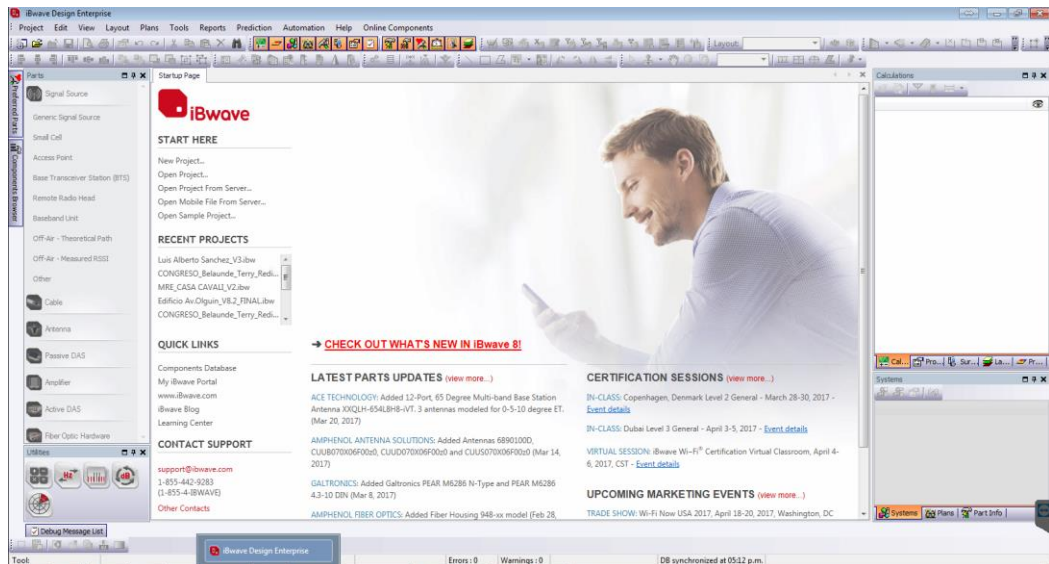 iBwave Design Enterprise
Project Edit View Layout Plans Tools Reports Prediction Automation Help Online Components
Layout:
Parts
Startup Page
Calculations
Preferred Parts
Components Browser
Signal Source
Generic Signal Source
Small Cell
Access Point
Base Transceiver Station (BTS)
Remote Radio Head
Baseband Unit
Off-Air - Theoretical Path
Off-Air - Measured RSSI
Other
Cable
Antenna
Passive DAS
Amplifier
Active DAS
Fiber Optic Hardware
Utilities
iBwave
START HERE
New Project...
Open Project...
Open Project From Server...
Open Mobile File From Server...
Open Sample Project...
RECENT PROJECTS
Luis Alberto Sanchez_V3.ibw
CONGRESO_Belaunde_Terry_Redi...
MRE_CASA CAVALI_V2.ibw
Edificio Av.Olguin_V8.2_FINAL.ibw
CONGRESO_Belaunde_Terry_Redi...
QUICK LINKS
Components Database
My iBwave Portal
www.iBwave.com
iBwave Blog
Learning Center
CONTACT SUPPORT
support@ibwave.com
1-855-442-9283
(1-855-4-IBWAVE)
Other Contacts
→ CHECK OUT WHAT'S NEW IN iBwave 8!
LATEST PARTS UPDATES (view more...)
ACE TECHNOLOGY: Added 12-Port, 65 Degree Multi-band Base Station
Antenna XXQLH-654L8H8-iVT. 3 antennas modeled for 0-5-10 degree ET.
(Mar 20, 2017)
AMPHENOL ANTENNA SOLUTIONS: Added Antennas 6890100D,
CUUB070X06F00z0, CUUD070X06F00z0 and CUUS070X06F00z0 (Mar 14,
2017)
GALTRONICS: Added Galtronics PEAR M6286 N-Type and PEAR M6286
4.3-10 DIN (Mar 8, 2017)
AMPHENOL FIBER OPTICS: Added Fiber Housing 948-xx model (Feb 28,
CERTIFICATION SESSIONS (view more...)
IN-CLASS: Copenhagen, Denmark Level 2 General - March 28-30, 2017 -
Event details
IN-CLASS: Dubai Level 3 General - April 3-5, 2017 - Event details
VIRTUAL SESSION: iBwave Wi-Fi® Certification Virtual Classroom, April 4-
6, 2017, CST - Event details
UPCOMING MARKETING EVENTS (view more...)
TRADE SHOW: Wi-Fi Now USA 2017, April 18-20, 2017, Washington, DC
Cal... Pro... Sur... La... Pr...
Systems
Systems Plans Part Info
Debug Message List
iBwave Design Enterprise
Tool:
Errors : 0 Warnings : 0 DB synchronized at 05:12 p.m.